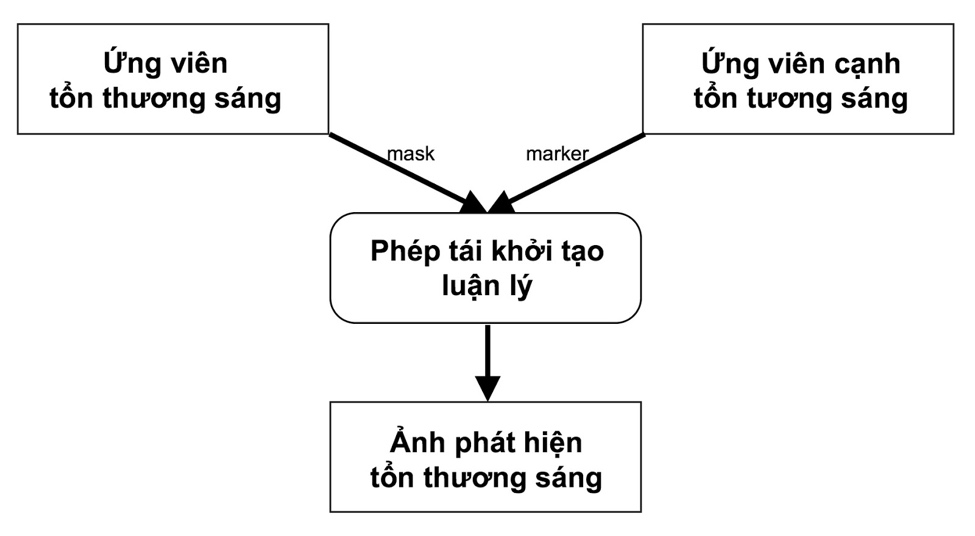 Ứng viên
tổn thương sáng
Ứng viên cạnh
tổn tương sáng
mask
marker
Phép tái khởi tạo
luận lý
Ảnh phát hiện
tổn thương sáng